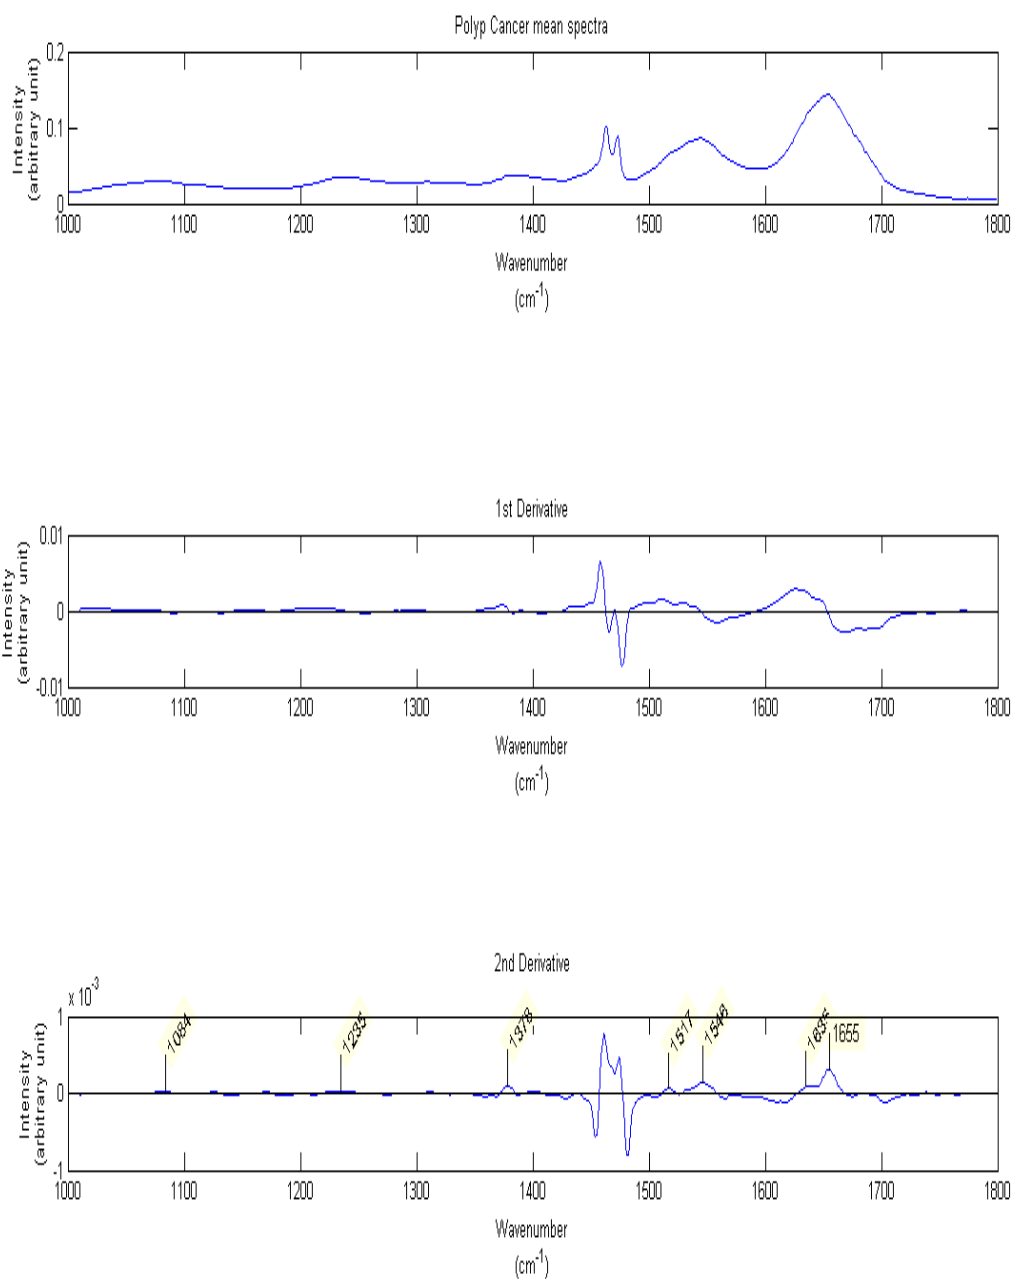 Polyp Cancer mean spectra
Intensity
(arbitrary unit)
0.2
0.1
0
1000 1100 1200 1300 1400 1500 1600 1700 1800
Wavenumber
(cm-1)
1st Derivative
Intensity
(arbitrary unit)
0.01
0
-0.01
1000 1100 1200 1300 1400 1500 1600 1700 1800
Wavenumber
(cm-1)
2nd Derivative
x 10-3
Intensity
(arbitrary unit)
1
0
-1
1084 1235 1378 1517 1546 1635 1655
1000 1100 1200 1300 1400 1500 1600 1700 1800
Wavenumber
(cm-1)